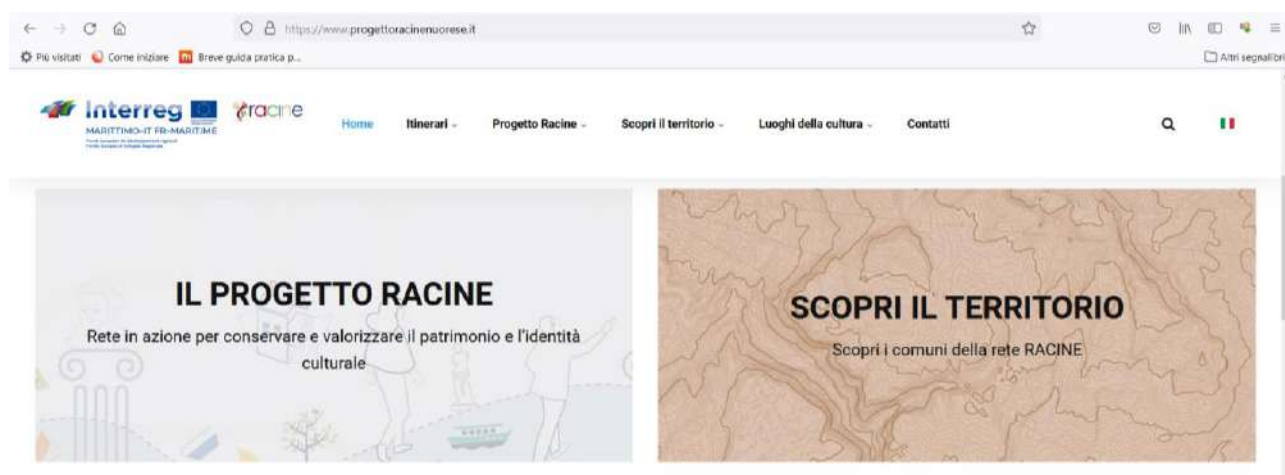 https://www.progettoracinenuorese.it
Più visitati Come iniziare Breve guida pratica p...
Altri segnalibri
Interreg
racine
MARITTIMO-IT FR-MARITIME
Home Itinerari Progetto Racine Scopri il territorio Luoghi della cultura Contatti
IL PROGETTO RACINE
Rete in azione per conservare e valorizzare il patrimonio e l'identità
culturale
SCOPRI IL TERRITORIO
Scopri i comuni della rete RACINE